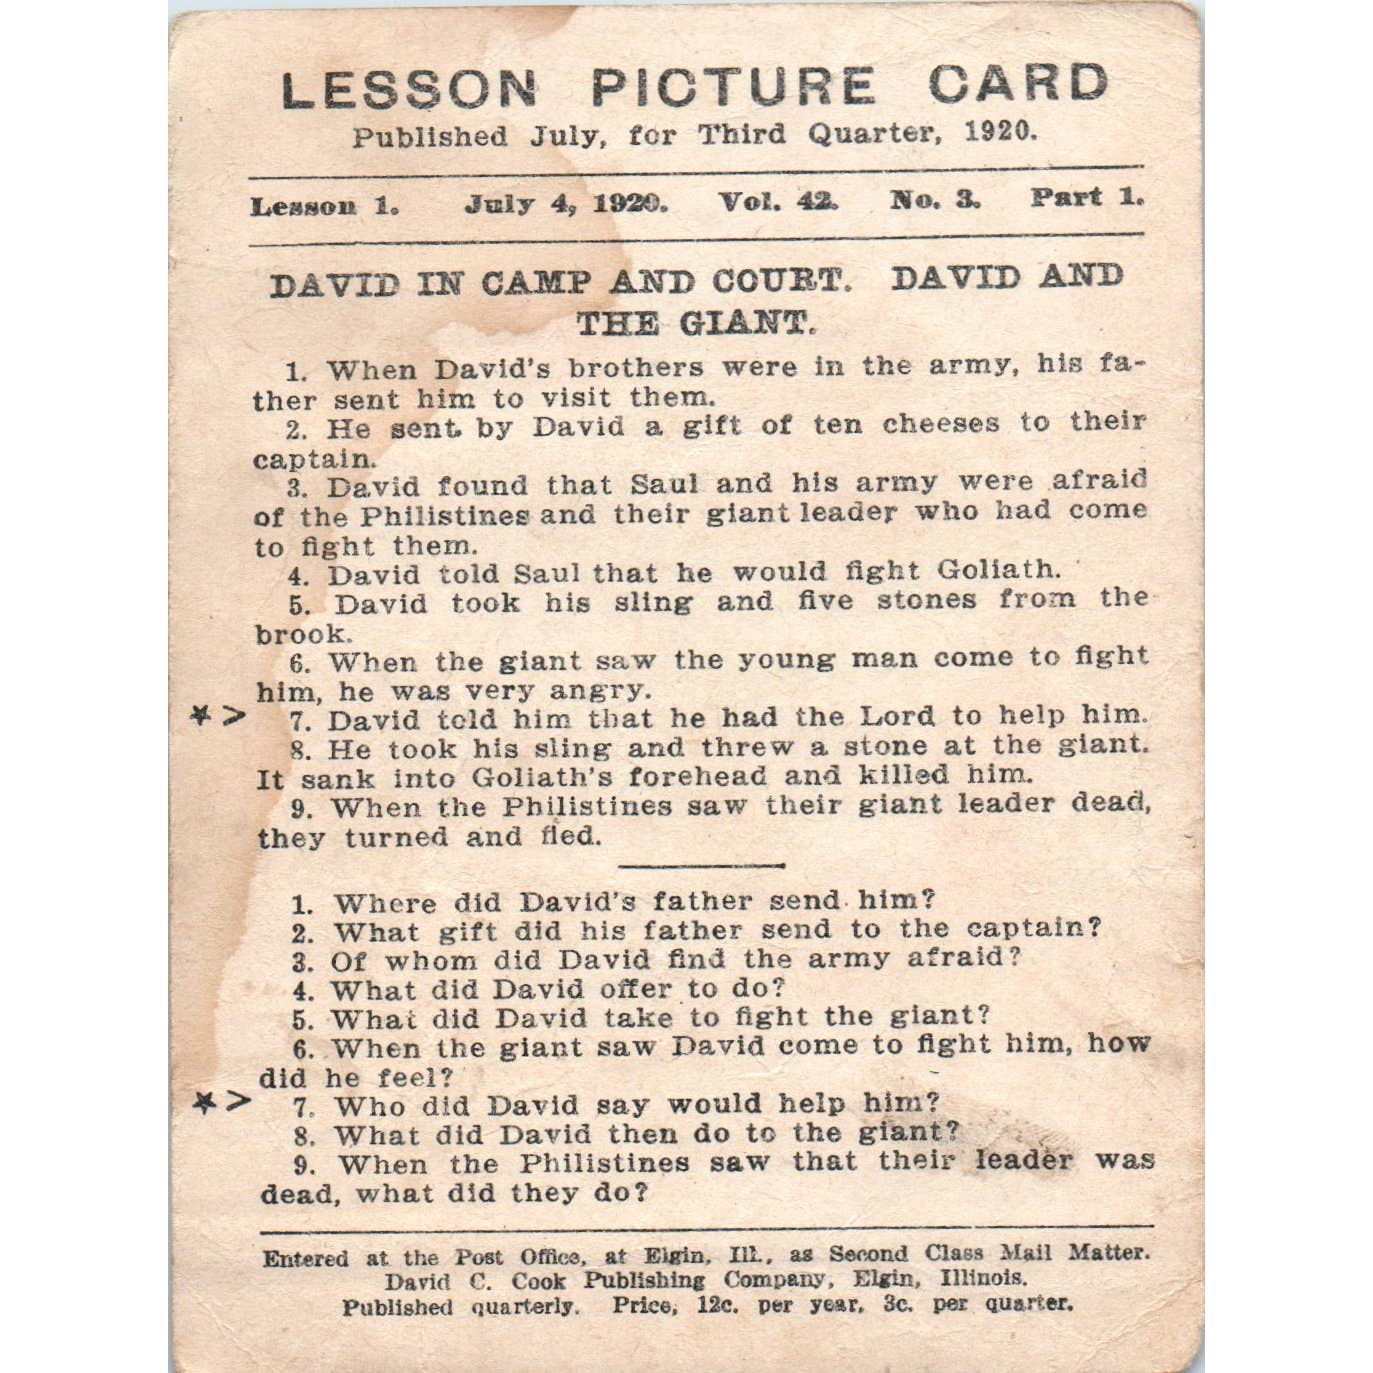 LESSON PICTURE CARD
Published July, for Third Quarter, 1920.
Lesson 1. July 4, 1920. Vol. 42. No. 3. Part 1.
DAVID IN CAMP AND COURT. DAVID AND
THE GIANT.
1. When David's brothers were in the army, his fa-
ther sent him to visit them.
2. He sent by David a gift of ten cheeses to their
captain.
3. David found that Saul and his army were afraid
of the Philistines and their giant leader who had come
to fight them.
4. David told Saul that he would fight Goliath.
5. David took his sling and five stones from the
brook.
6. When the giant saw the young man come to fight
him, he was very angry.
★ > 7. David told him that he had the Lord to help him.
8. He took his sling and threw a stone at the giant.
It sank into Goliath's forehead and killed him.
9. When the Philistines saw their giant leader dead,
they turned and fled.
1. Where did David's father send him?
2. What gift did his father send to the captain?
3. Of whom did David find the army afraid?
4. What did David offer to do?
5. What did David take to fight the giant?
6. When the giant saw David come to fight him, how
did he feel?
★ > 7. Who did David say would help him?
8. What did David then do to the giant?
9. When the Philistines saw that their leader was
dead, what did they do?
Entered at the Post Office, at Elgin, Ill., as Second Class Mail Matter.
David C. Cook Publishing Company, Elgin, Illinois.
Published quarterly. Price, 12c. per year, 3c. per quarter.